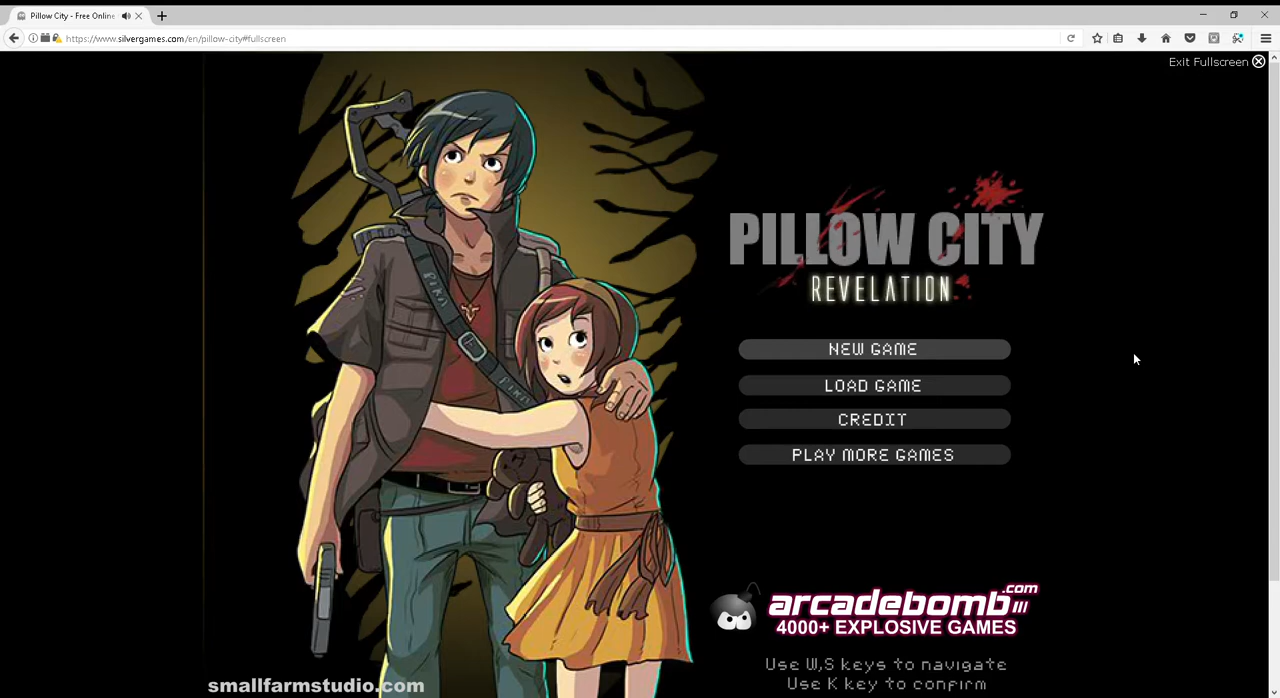 Pillow City - Free Online
https://www.silvergames.com/en/pillow-city#fullscreen
Exit Fullscreen
PILLOW CITY
REVELATION
PIKA
PIKA
NEW GAME
LOAD GAME
CREDIT
PLAY MORE GAMES
arcadebomb.com
4000+ EXPLOSIVE GAMES
Use W,S keys to navigate
Use K key to confirm
smallfarmstudio.com